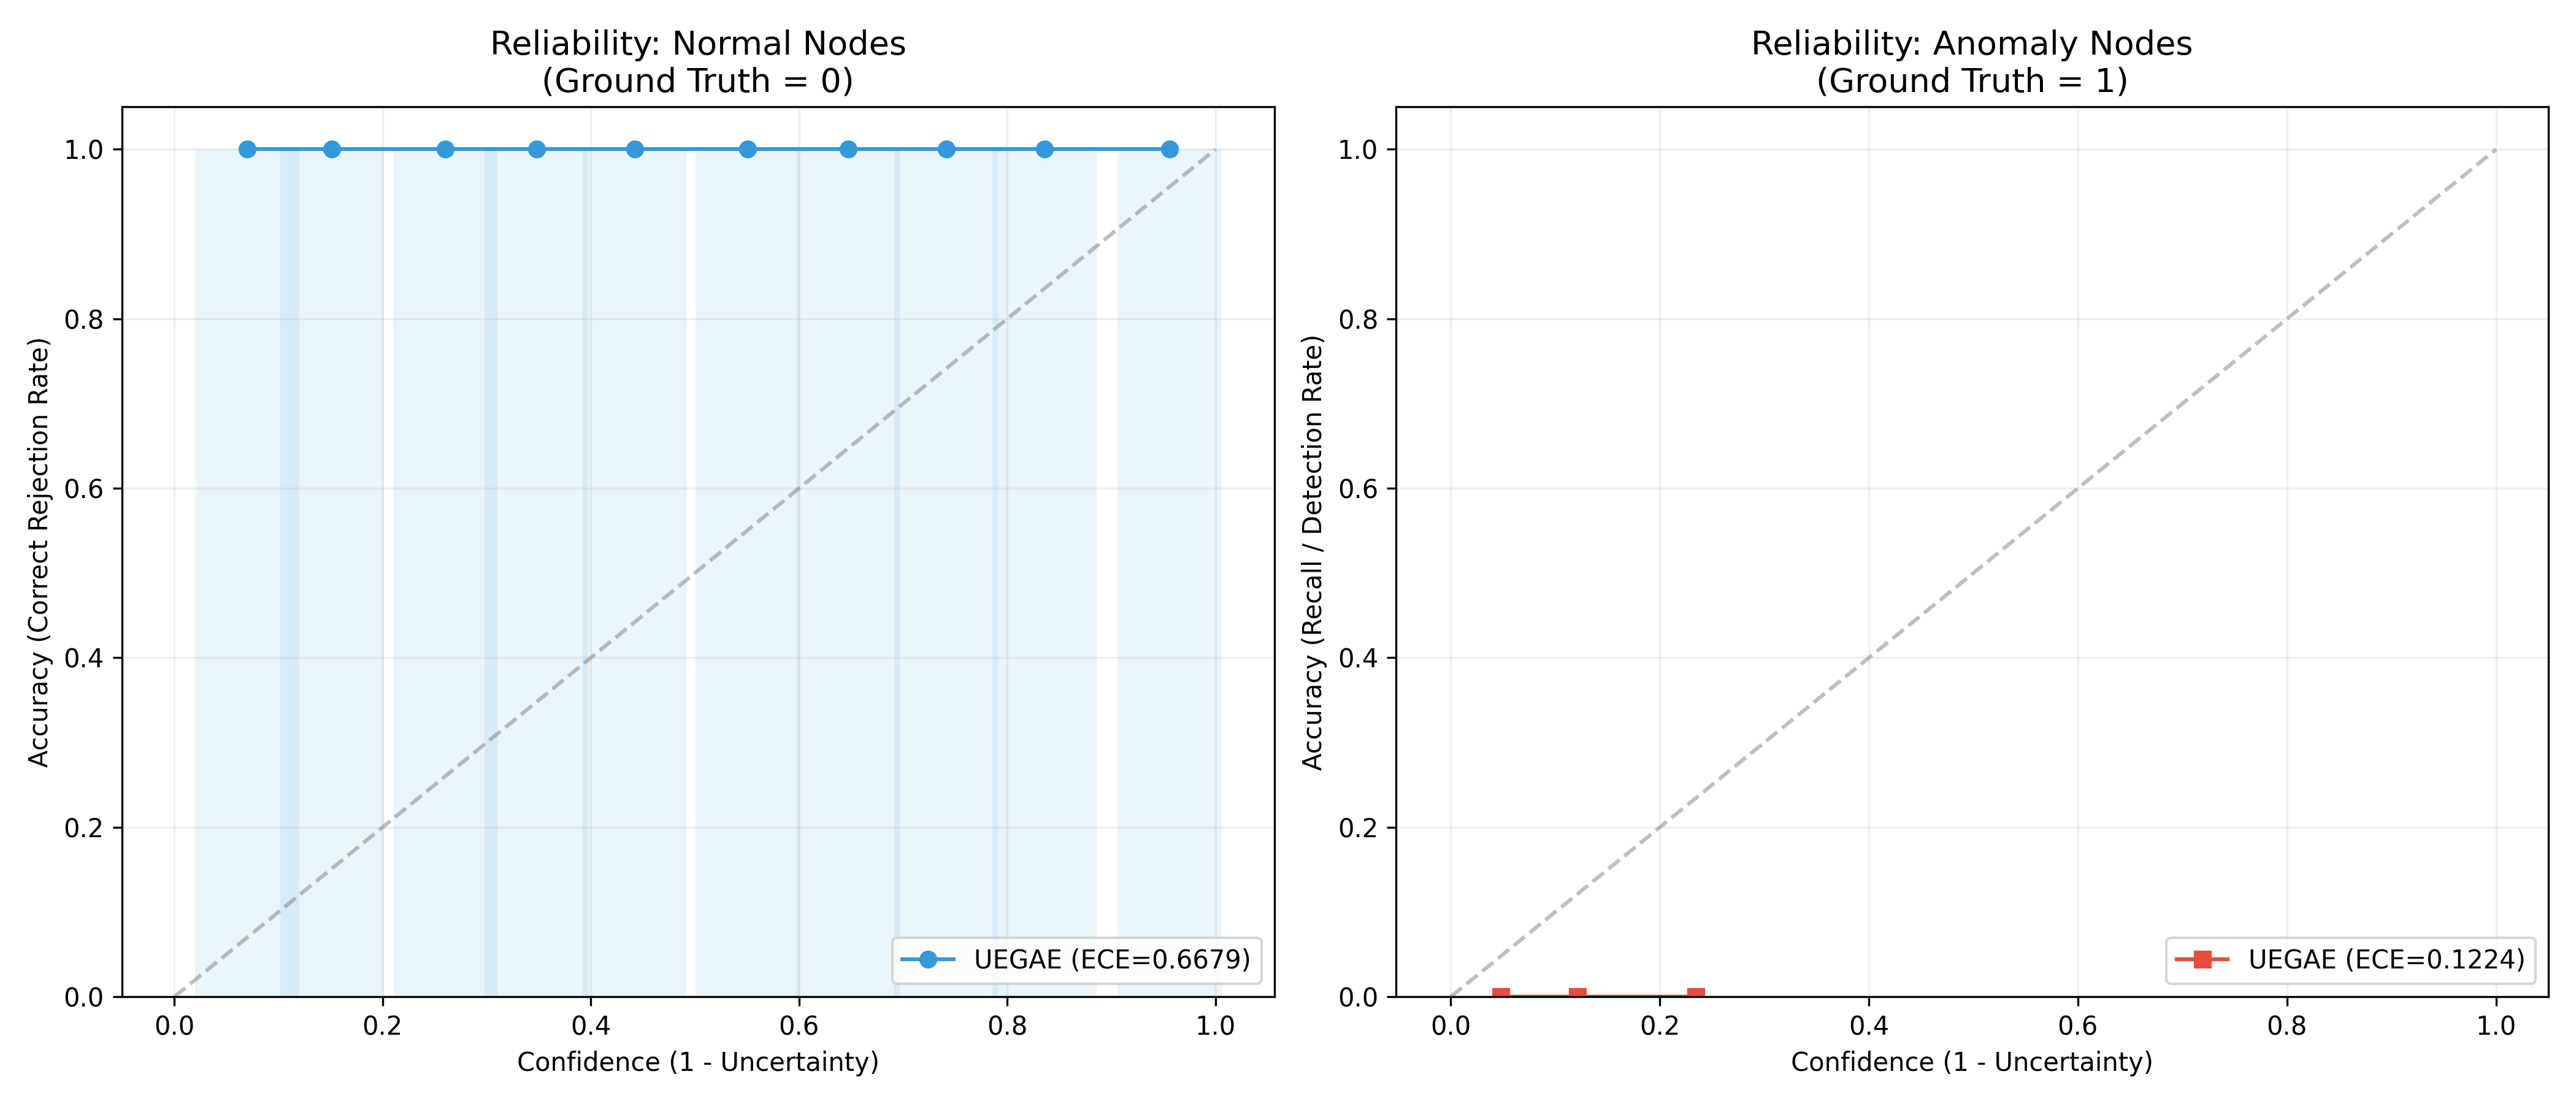 Reliability: Normal Nodes
(Ground Truth = 0)
Accuracy (Correct Rejection Rate)
1.0
0.8
0.6
0.4
0.2
0.0
0.0 0.2 0.4 0.6 0.8 1.0
Confidence (1 - Uncertainty)
UEGAE (ECE=0.6679)
Reliability: Anomaly Nodes
(Ground Truth = 1)
Accuracy (Recall / Detection Rate)
1.0
0.8
0.6
0.4
0.2
0.0
0.0 0.2 0.4 0.6 0.8 1.0
Confidence (1 - Uncertainty)
UEGAE (ECE=0.1224)